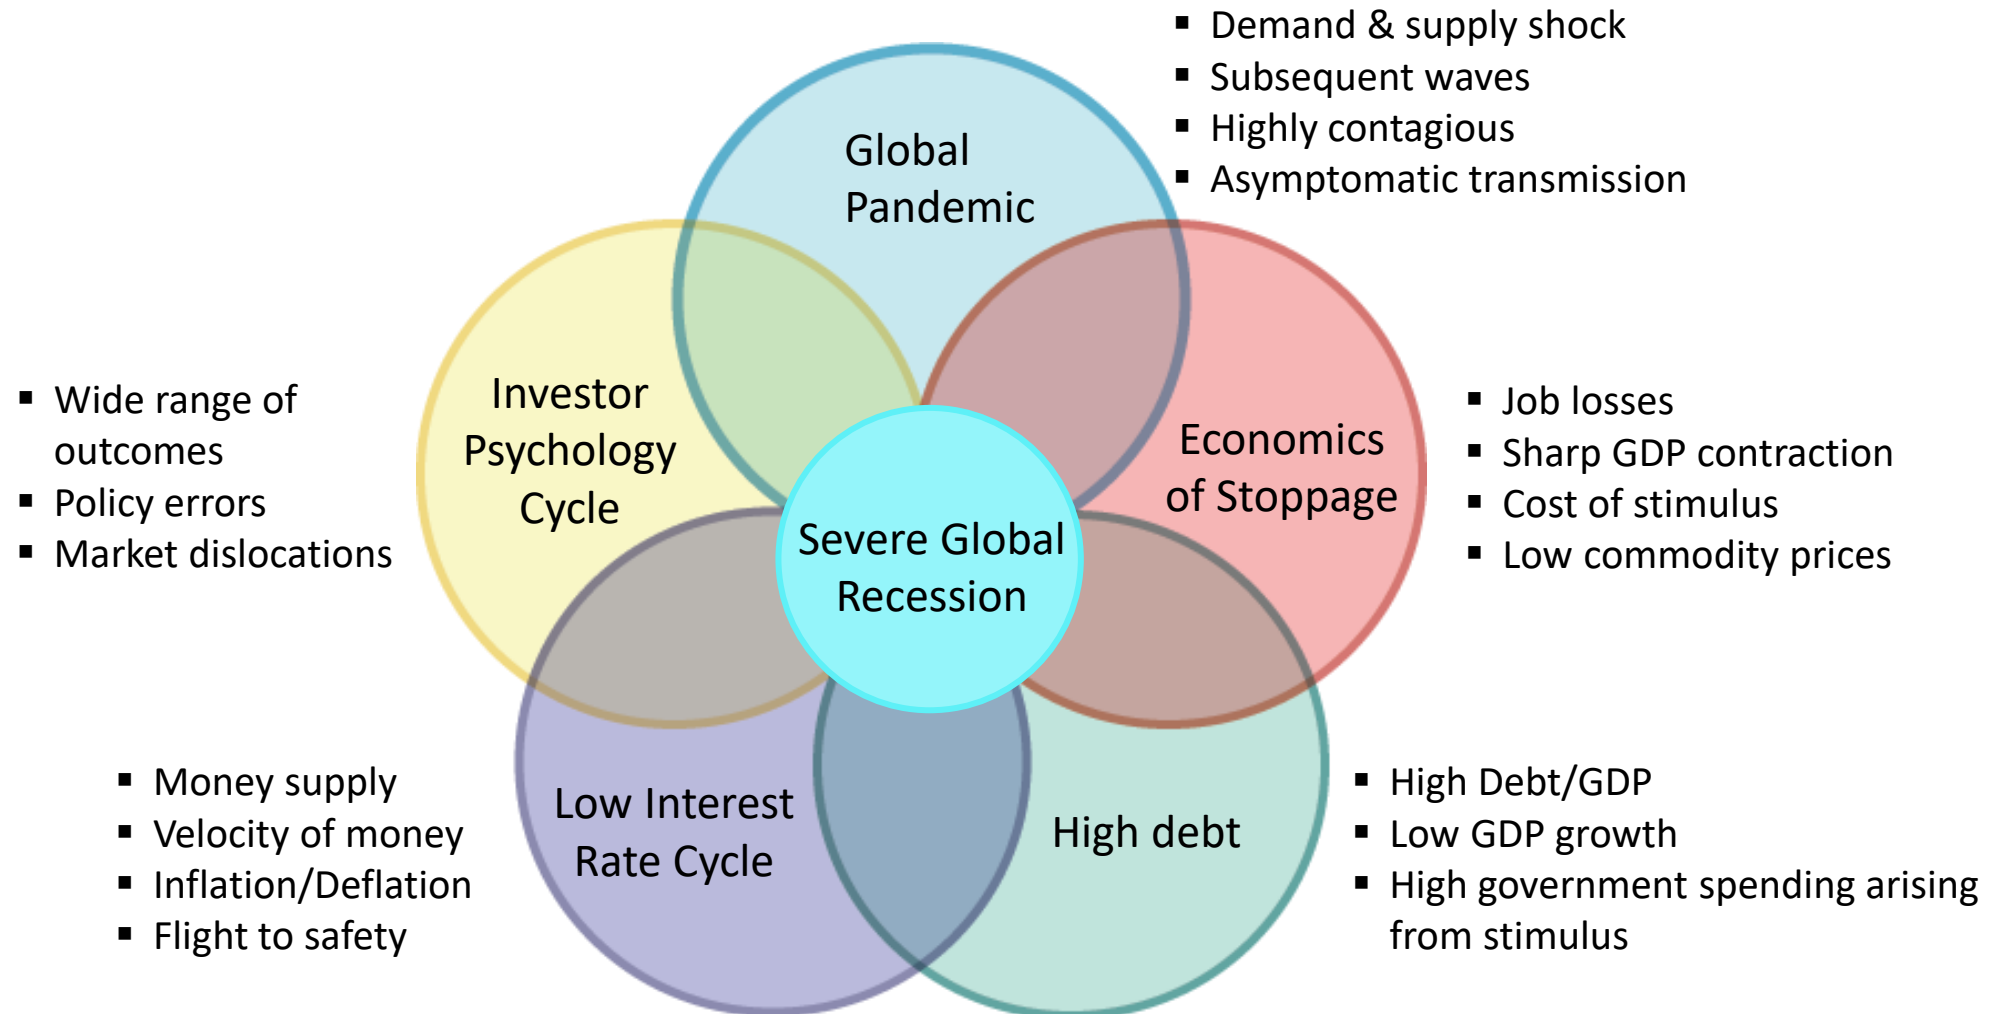 ▪ Demand & supply shock
▪ Subsequent waves
▪ Highly contagious
▪ Asymptomatic transmission
Global
Pandemic
Investor
Psychology
Cycle
▪ Wide range of
outcomes
▪ Policy errors
▪ Market dislocations
Economics
of Stoppage
▪ Job losses
▪ Sharp GDP contraction
▪ Cost of stimulus
▪ Low commodity prices
Severe Global
Recession
▪ Money supply
▪ Velocity of money
▪ Inflation/Deflation
▪ Flight to safety
Low Interest
Rate Cycle
High debt
▪ High Debt/GDP
▪ Low GDP growth
▪ High government spending arising
from stimulus